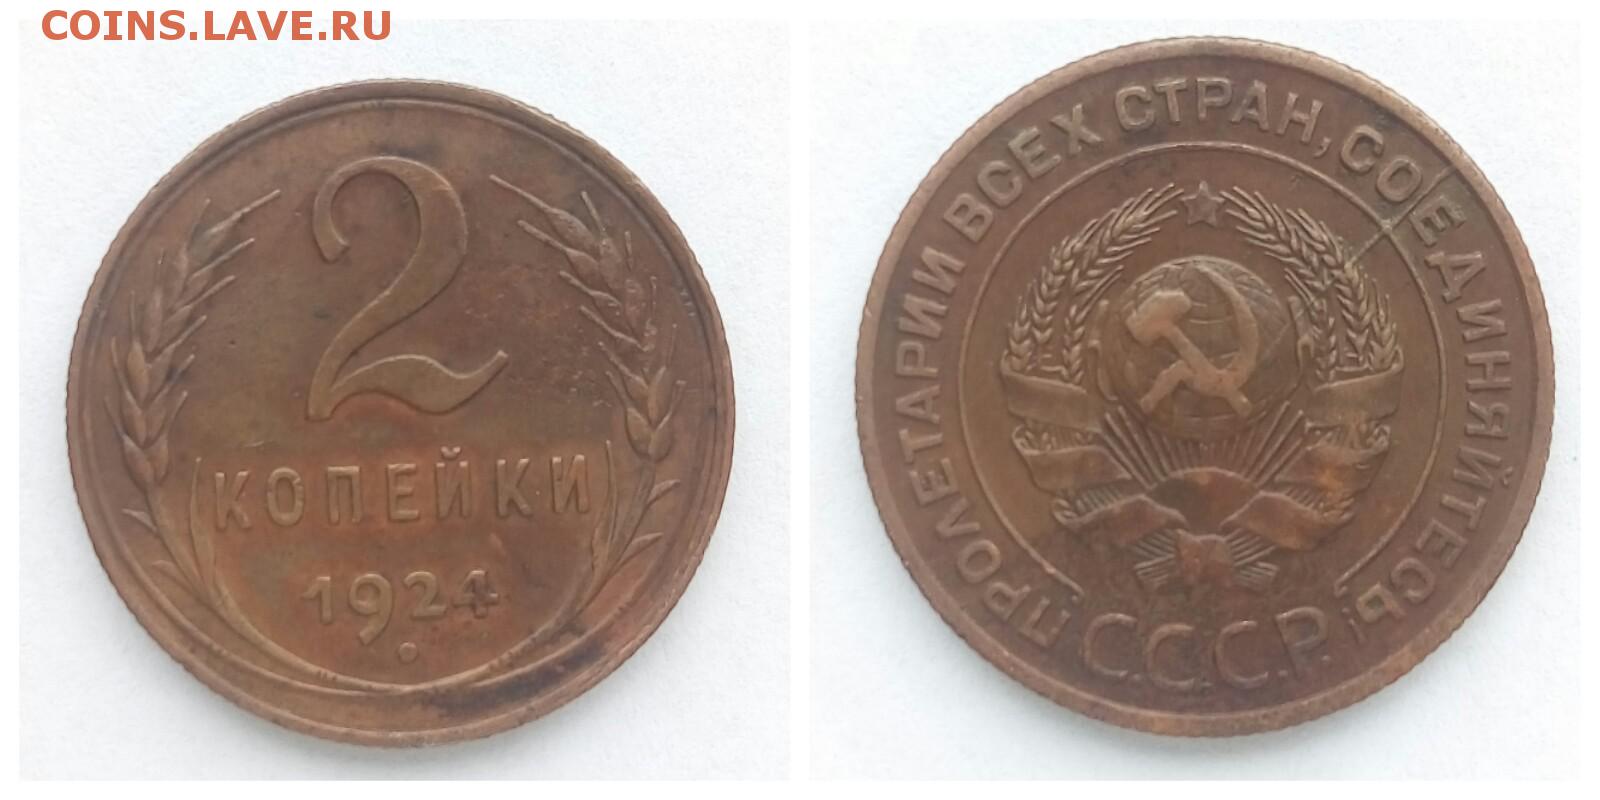 COINS.LAVE.RU
2
КОПЕЙКИ
1924
ПРОЛЕТАРИИ ВСЕХ СТРАН, СОЕДИНЯЙТЕСЬ!
С.С.С.Р.